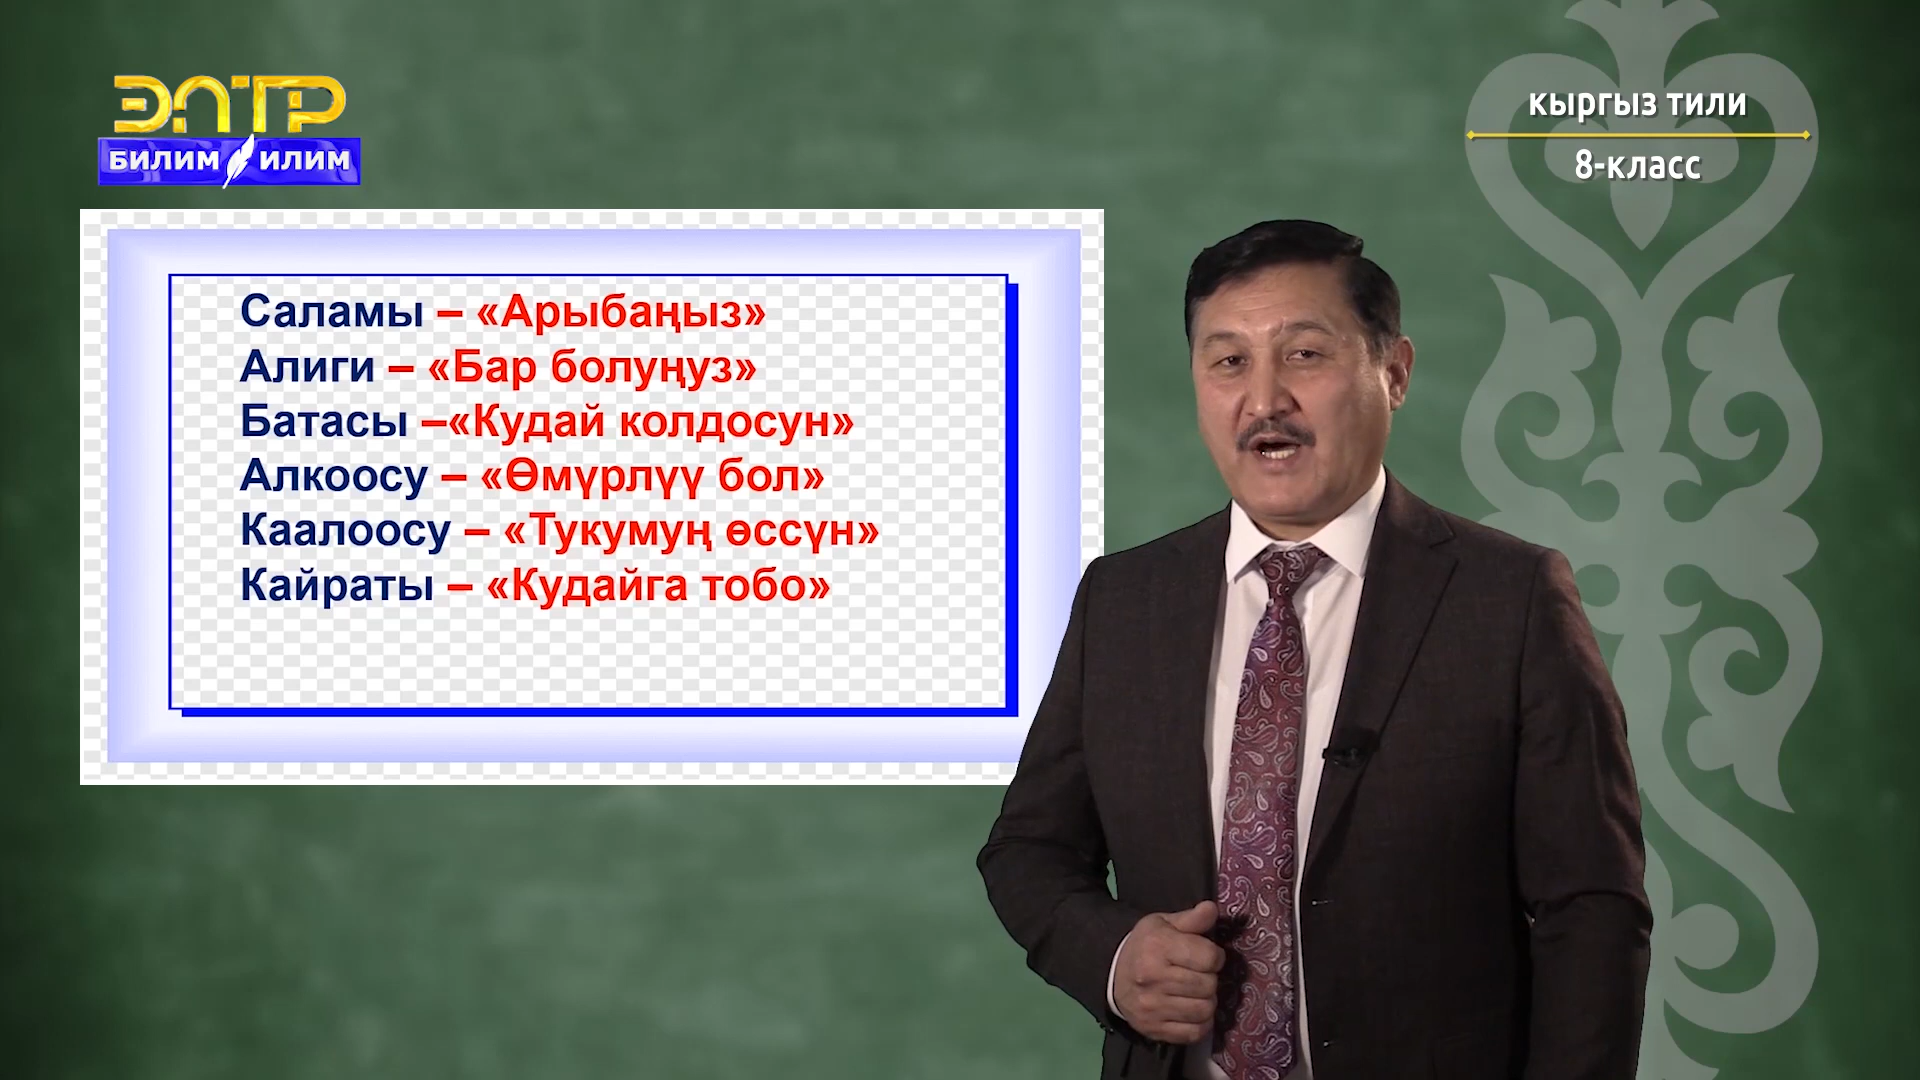 ЭЛТР
БИЛИМ ИЛИМ
кыргыз тили
8-класс
Саламы – «Арыбаңыз»
Алиги – «Бар болуңуз»
Батасы –«Кудай колдосун»
Алкоосу – «Өмүрлүү бол»
Каалоосу – «Тукумуң өссүн»
Кайраты – «Кудайга тобо»